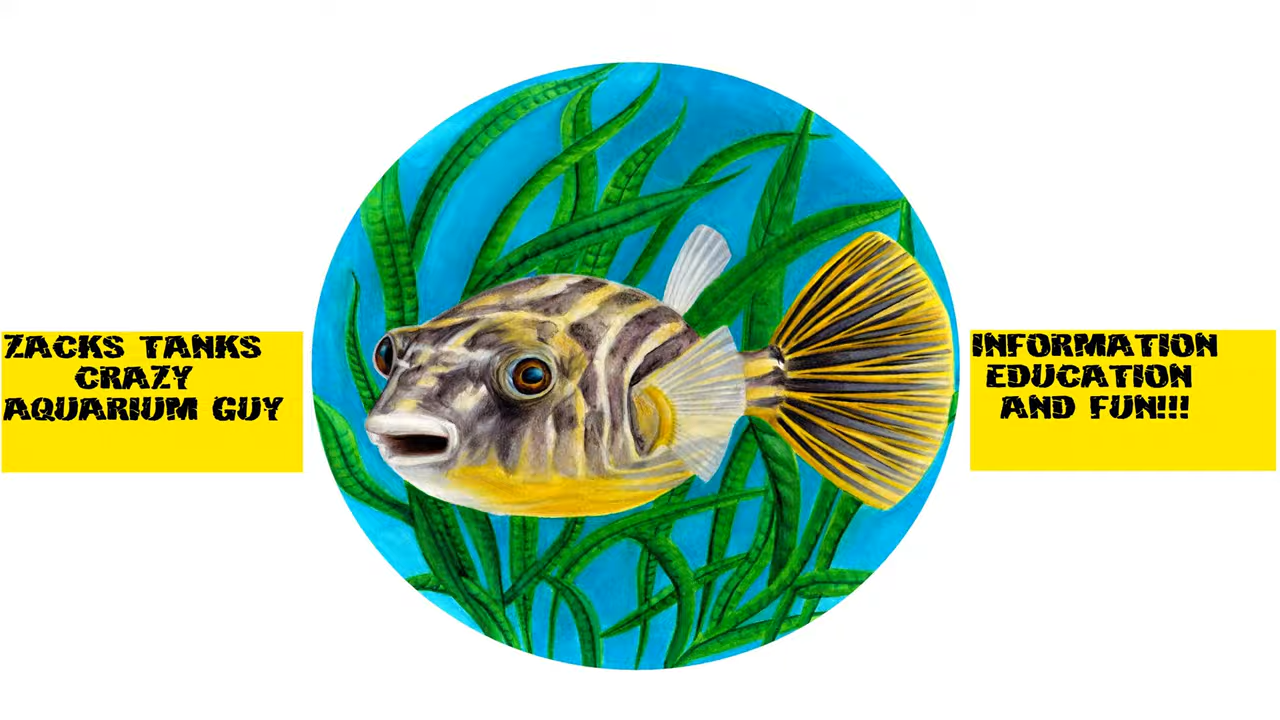 ZACKS TANKS
CRAZY
AQUARIUM GUY
INFORMATION
EDUCATION
AND FUN!!!